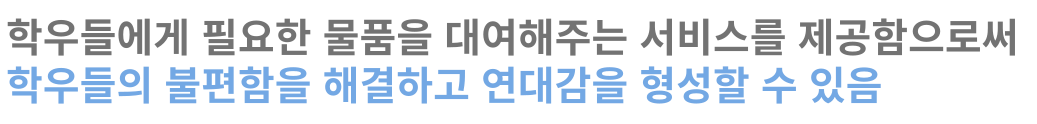 학우들에게 필요한 물품을 대여해주는 서비스를 제공함으로써
학우들의 불편함을 해결하고 연대감을 형성할 수 있음